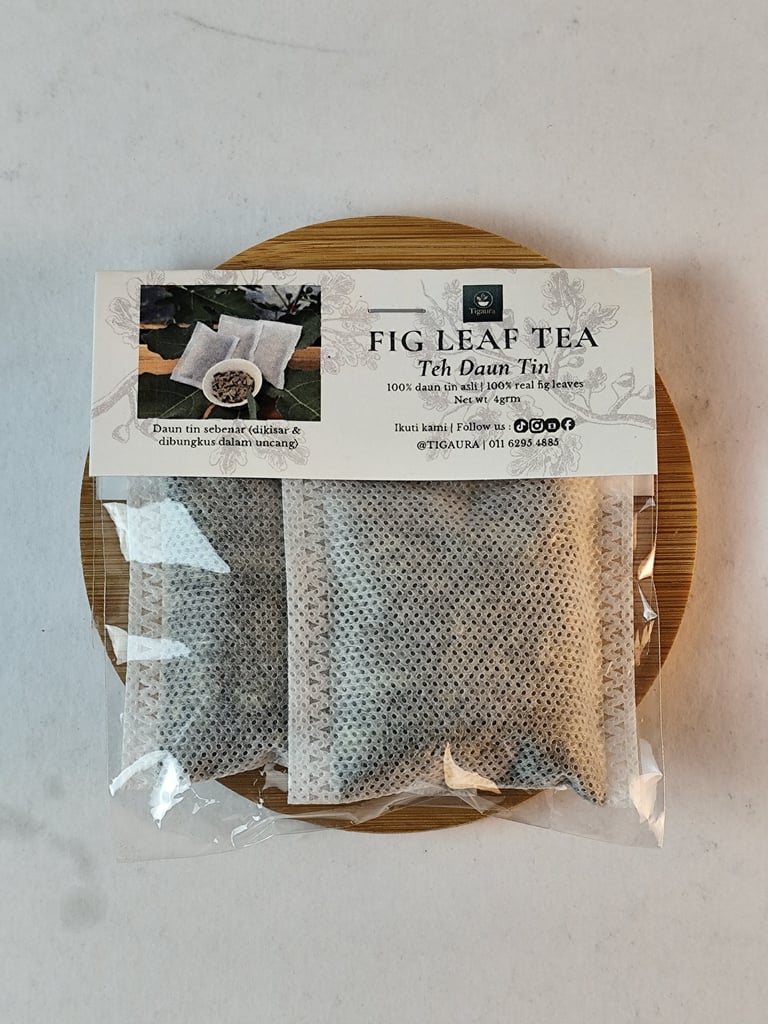 Tigaura
FIG LEAF TEA
Teh Daun Tin
100% daun tin asli | 100% real fig leaves
Net wt 4grm
Daun tin sebenar (dikisar &
dibungkus dalam uncang)
Ikuti kami | Follow us :
@TIGAURA | 011 6295 4885